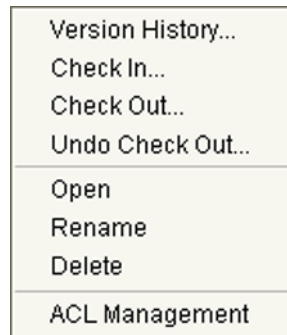 Version History...
Check In...
Check Out...
Undo Check Out...
Open
Rename
Delete
ACL Management